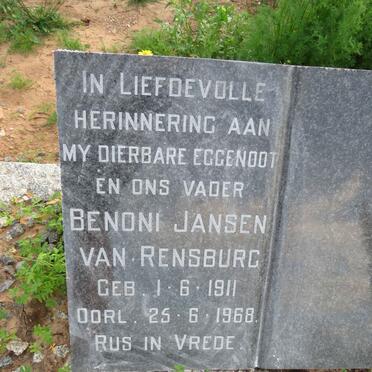 IN LIEFDEVOLLE
HERINNERING AAN
MY DIERBARE EGGENOOT
EN ONS VADER
BENONI JANSEN
VAN RENSBURG
GEB. 1·6·1911
OORL. 25·6·1968.
RUS IN VREDE.